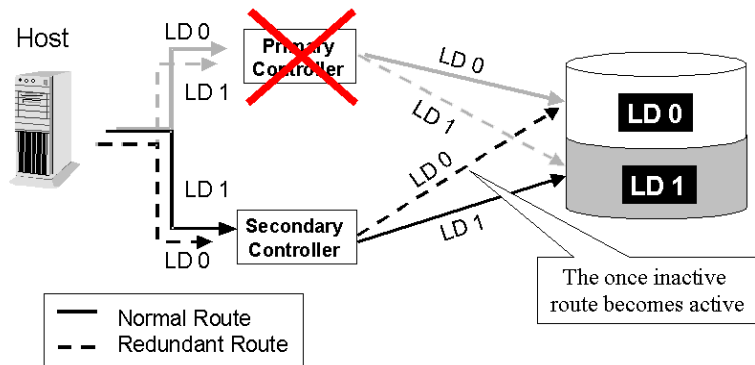 Host
LD 0
Primary
Controller
LD 1
LD 0
LD 1
LD 0
LD 0
LD 1
LD 1
Secondary
Controller
LD 0
LD 1
The once inactive
route becomes active
Normal Route
Redundant Route